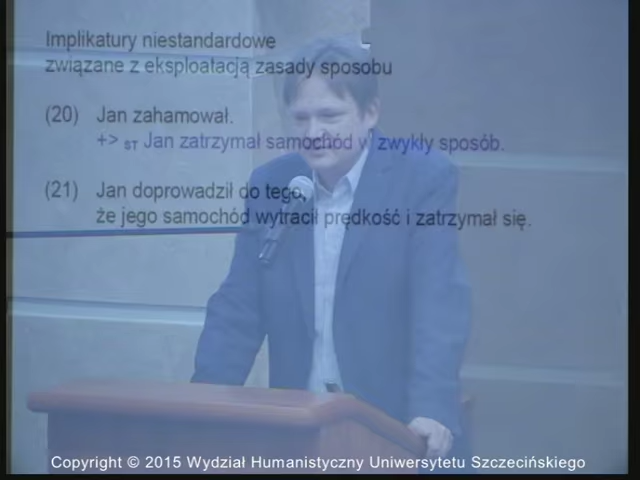 Implikatury niestandardowe
związane z eksploatacją zasady sposobu
(20) Jan zahamował.
+> ST Jan zatrzymał samochód w zwykły sposób.
(21) Jan doprowadził do tego,
że jego samochód wytracił prędkość i zatrzymał się.
Copyright © 2015 Wydział Humanistyczny Uniwersytetu Szczecińskiego